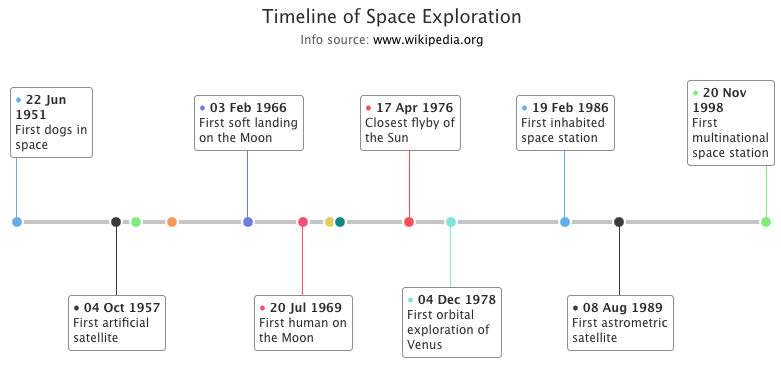 Timeline of Space Exploration
Info source: www.wikipedia.org
22 Jun
1951
First dogs in
space
03 Feb 1966
First soft landing
on the Moon
17 Apr 1976
Closest flyby of
the Sun
19 Feb 1986
First inhabited
space station
20 Nov
1998
First
multinational
space station
04 Oct 1957
First artificial
satellite
20 Jul 1969
First human on
the Moon
04 Dec 1978
First orbital
exploration of
Venus
08 Aug 1989
First astrometric
satellite